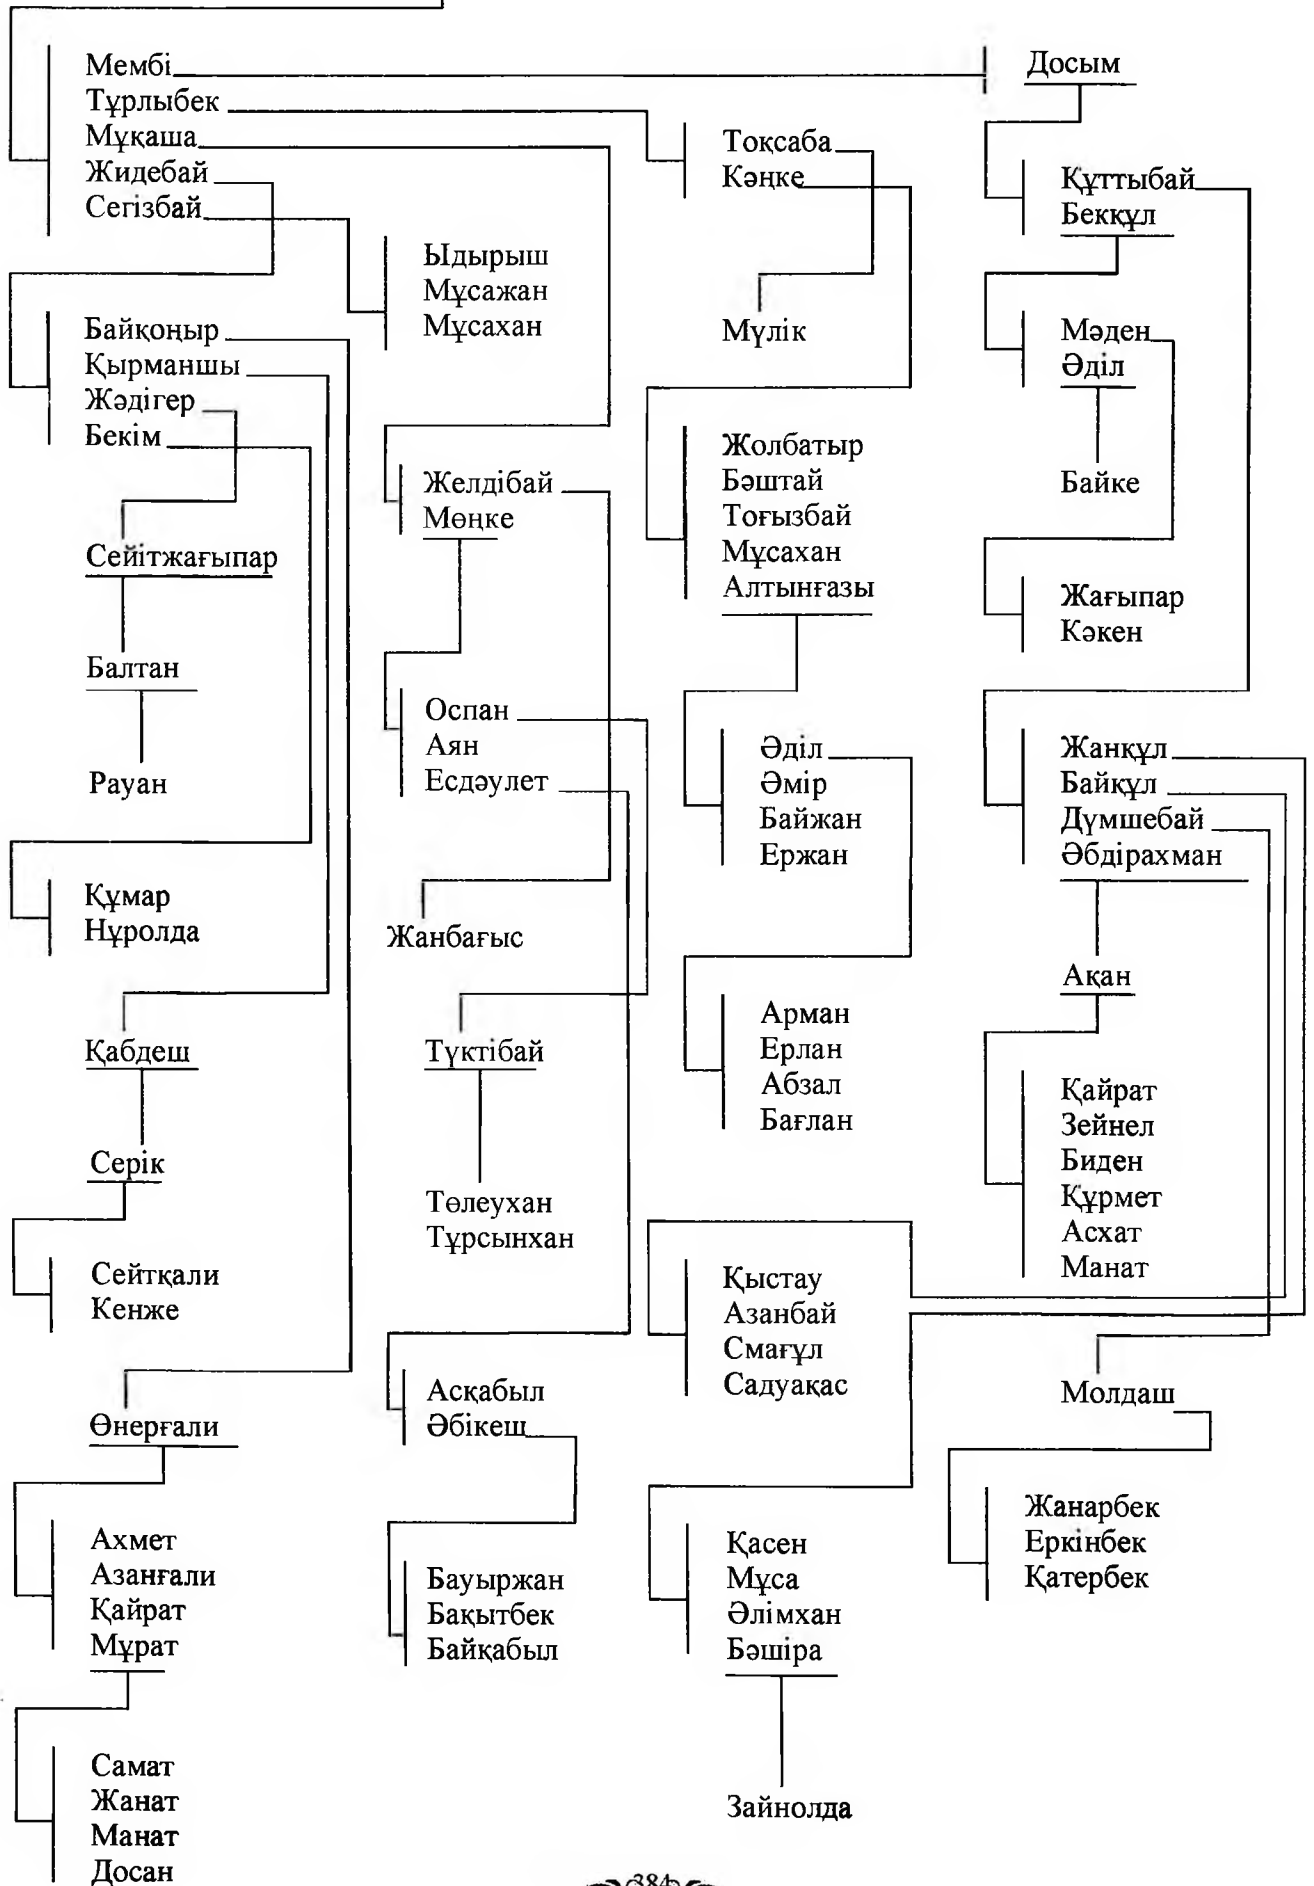 Мембі
Тұрлыбек
Мұқаша
Жидебай
Сегізбай
Досым
Тоқсаба
Кәңке
Құттыбай
Бекқұл
Ыдырыш
Мұсажан
Мұсахан
Мүлік
Байқоңыр
Қырманшы
Жәдігер
Бекім
Мәден
Әділ
Байке
Желдібай
Мөңке
Жолбатыр
Бәштай
Тоғызбай
Мұсахан
Алтынғазы
Сейітжағыпар
Балтан
Рауан
Жағыпар
Кәкен
Оспан
Аян
Есдәулет
Әділ
Әмір
Байжан
Ержан
Жанқұл
Байқұл
Дүмшебай
Әбдірахман
Құмар
Нұролда
Жанбағыс
Ақан
Қабдеш
Серік
Түктібай
Төлеухан
Тұрсынхан
Арман
Ерлан
Абзал
Бағлан
Қайрат
Зейнел
Биден
Құрмет
Асхат
Манат
Сейтқали
Кенже
Қыстау
Азанбай
Смағұл
Садуақас
Өнерғали
Асқабыл
Әбікеш
Молдаш
Ахмет
Азанғали
Қайрат
Мұрат
Бауыржан
Бақытбек
Байқабыл
Қасен
Мұса
Әлімхан
Бәшіра
Жанарбек
Еркінбек
Қатербек
Самат
Жанат
Манат
Досан
Зайнолда
384